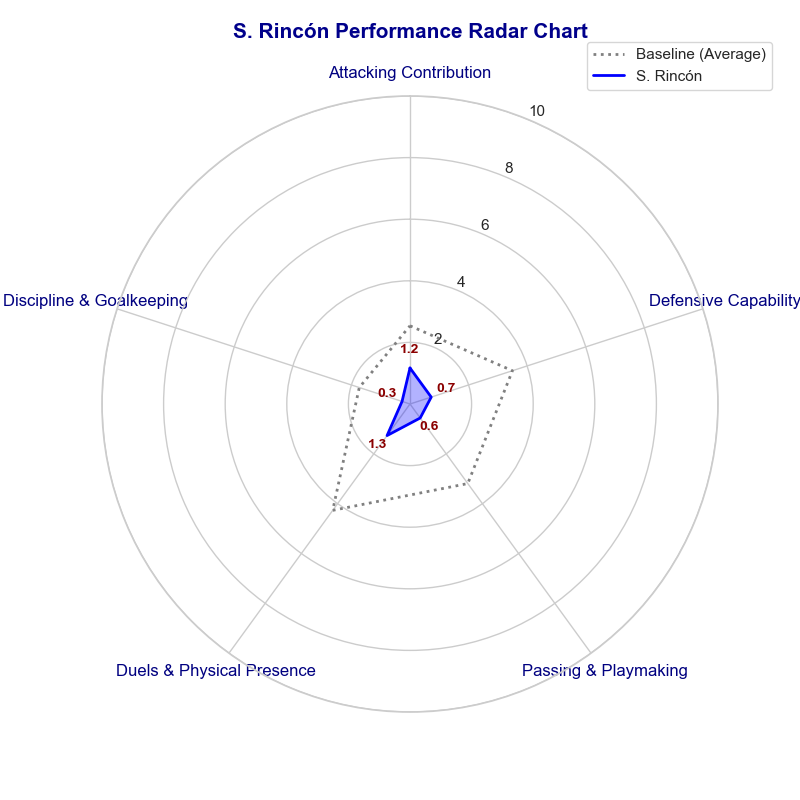 S. Rincón Performance Radar Chart
Baseline (Average)
S. Rincón
Attacking Contribution
10
8
6
4
2
Discipline & Goalkeeping
Defensive Capability
1.2
0.7
0.3
0.6
1.3
Duels & Physical Presence
Passing & Playmaking